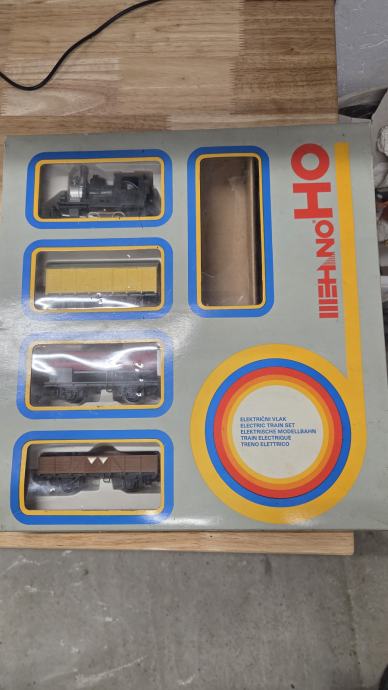 MEHANO HO
ELEKTRIČNI VLAK
ELECTRIC TRAIN SET
ELEKTRISCHE MODELLBAHN
TRAIN ELECTRIQUE
TRENO ELETTRICO